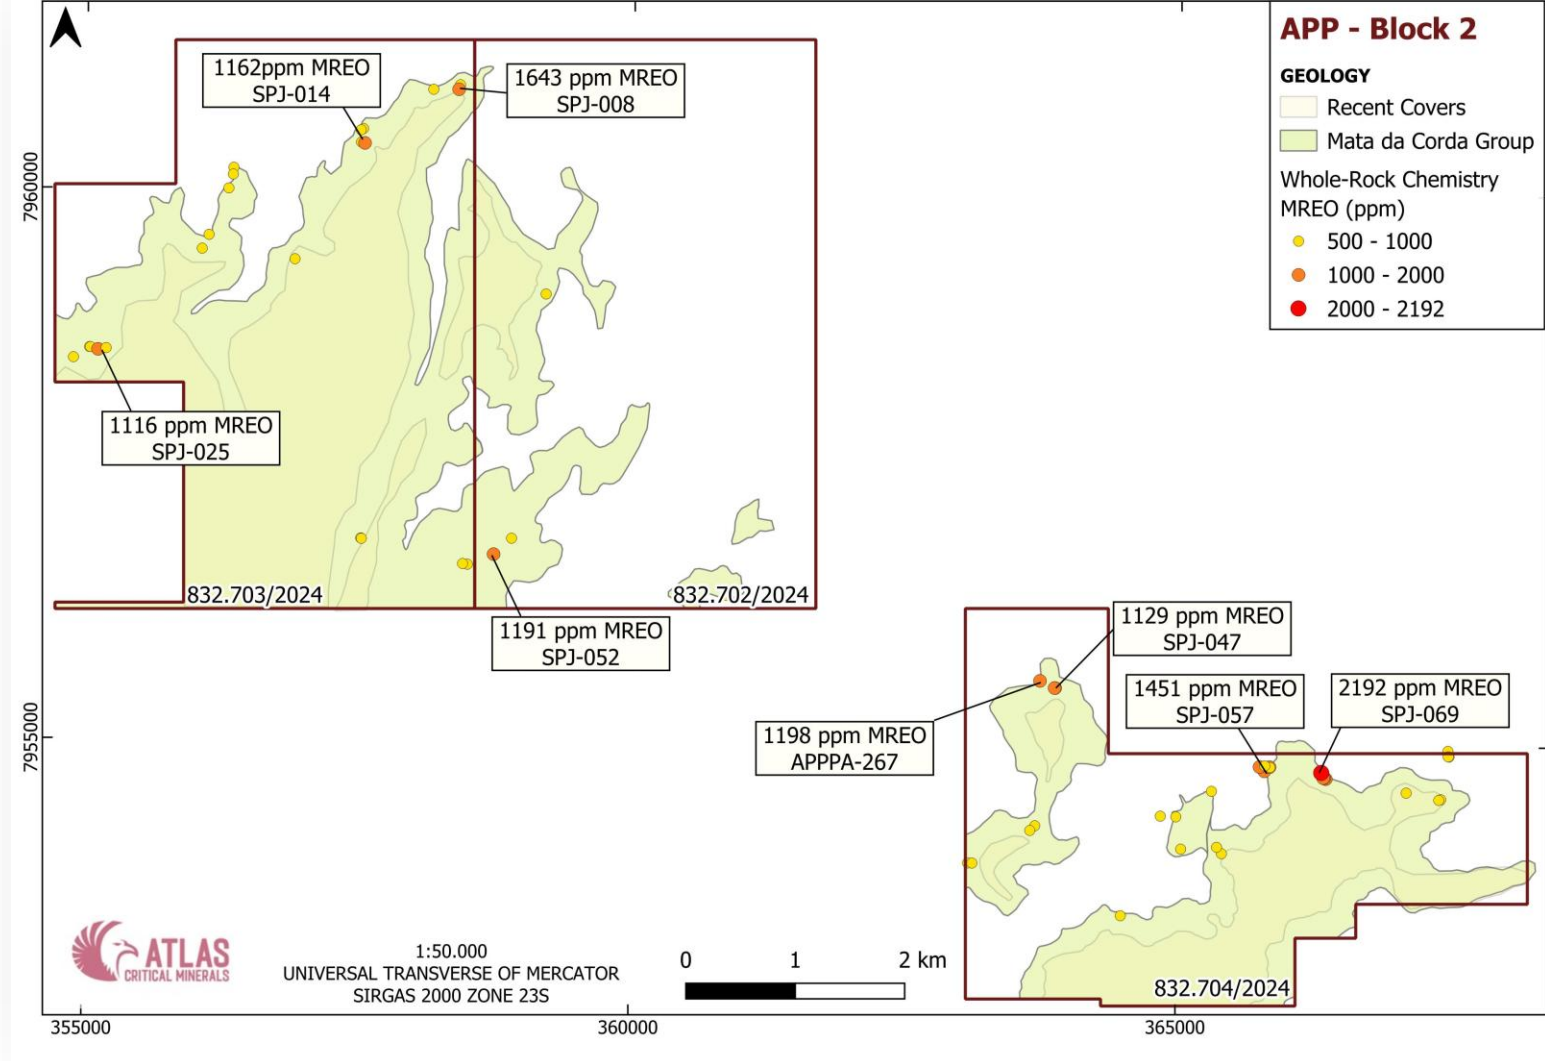 APP - Block 2
GEOLOGY
Recent Covers
Mata da Corda Group
Whole-Rock Chemistry
MREO (ppm)
500 - 1000
1000 - 2000
2000 - 2192
1162ppm MREO
SPJ-014
1643 ppm MREO
SPJ-008
7960000
1116 ppm MREO
SPJ-025
832.703/2024
832.702/2024
1191 ppm MREO
SPJ-052
1129 ppm MREO
SPJ-047
1451 ppm MREO
SPJ-057
2192 ppm MREO
SPJ-069
1198 ppm MREO
APPPA-267
7955000
832.704/2024
ATLAS
CRITICAL MINERALS
1:50.000
UNIVERSAL TRANSVERSE OF MERCATOR
SIRGAS 2000 ZONE 23S
0 1 2 km
355000 360000 365000